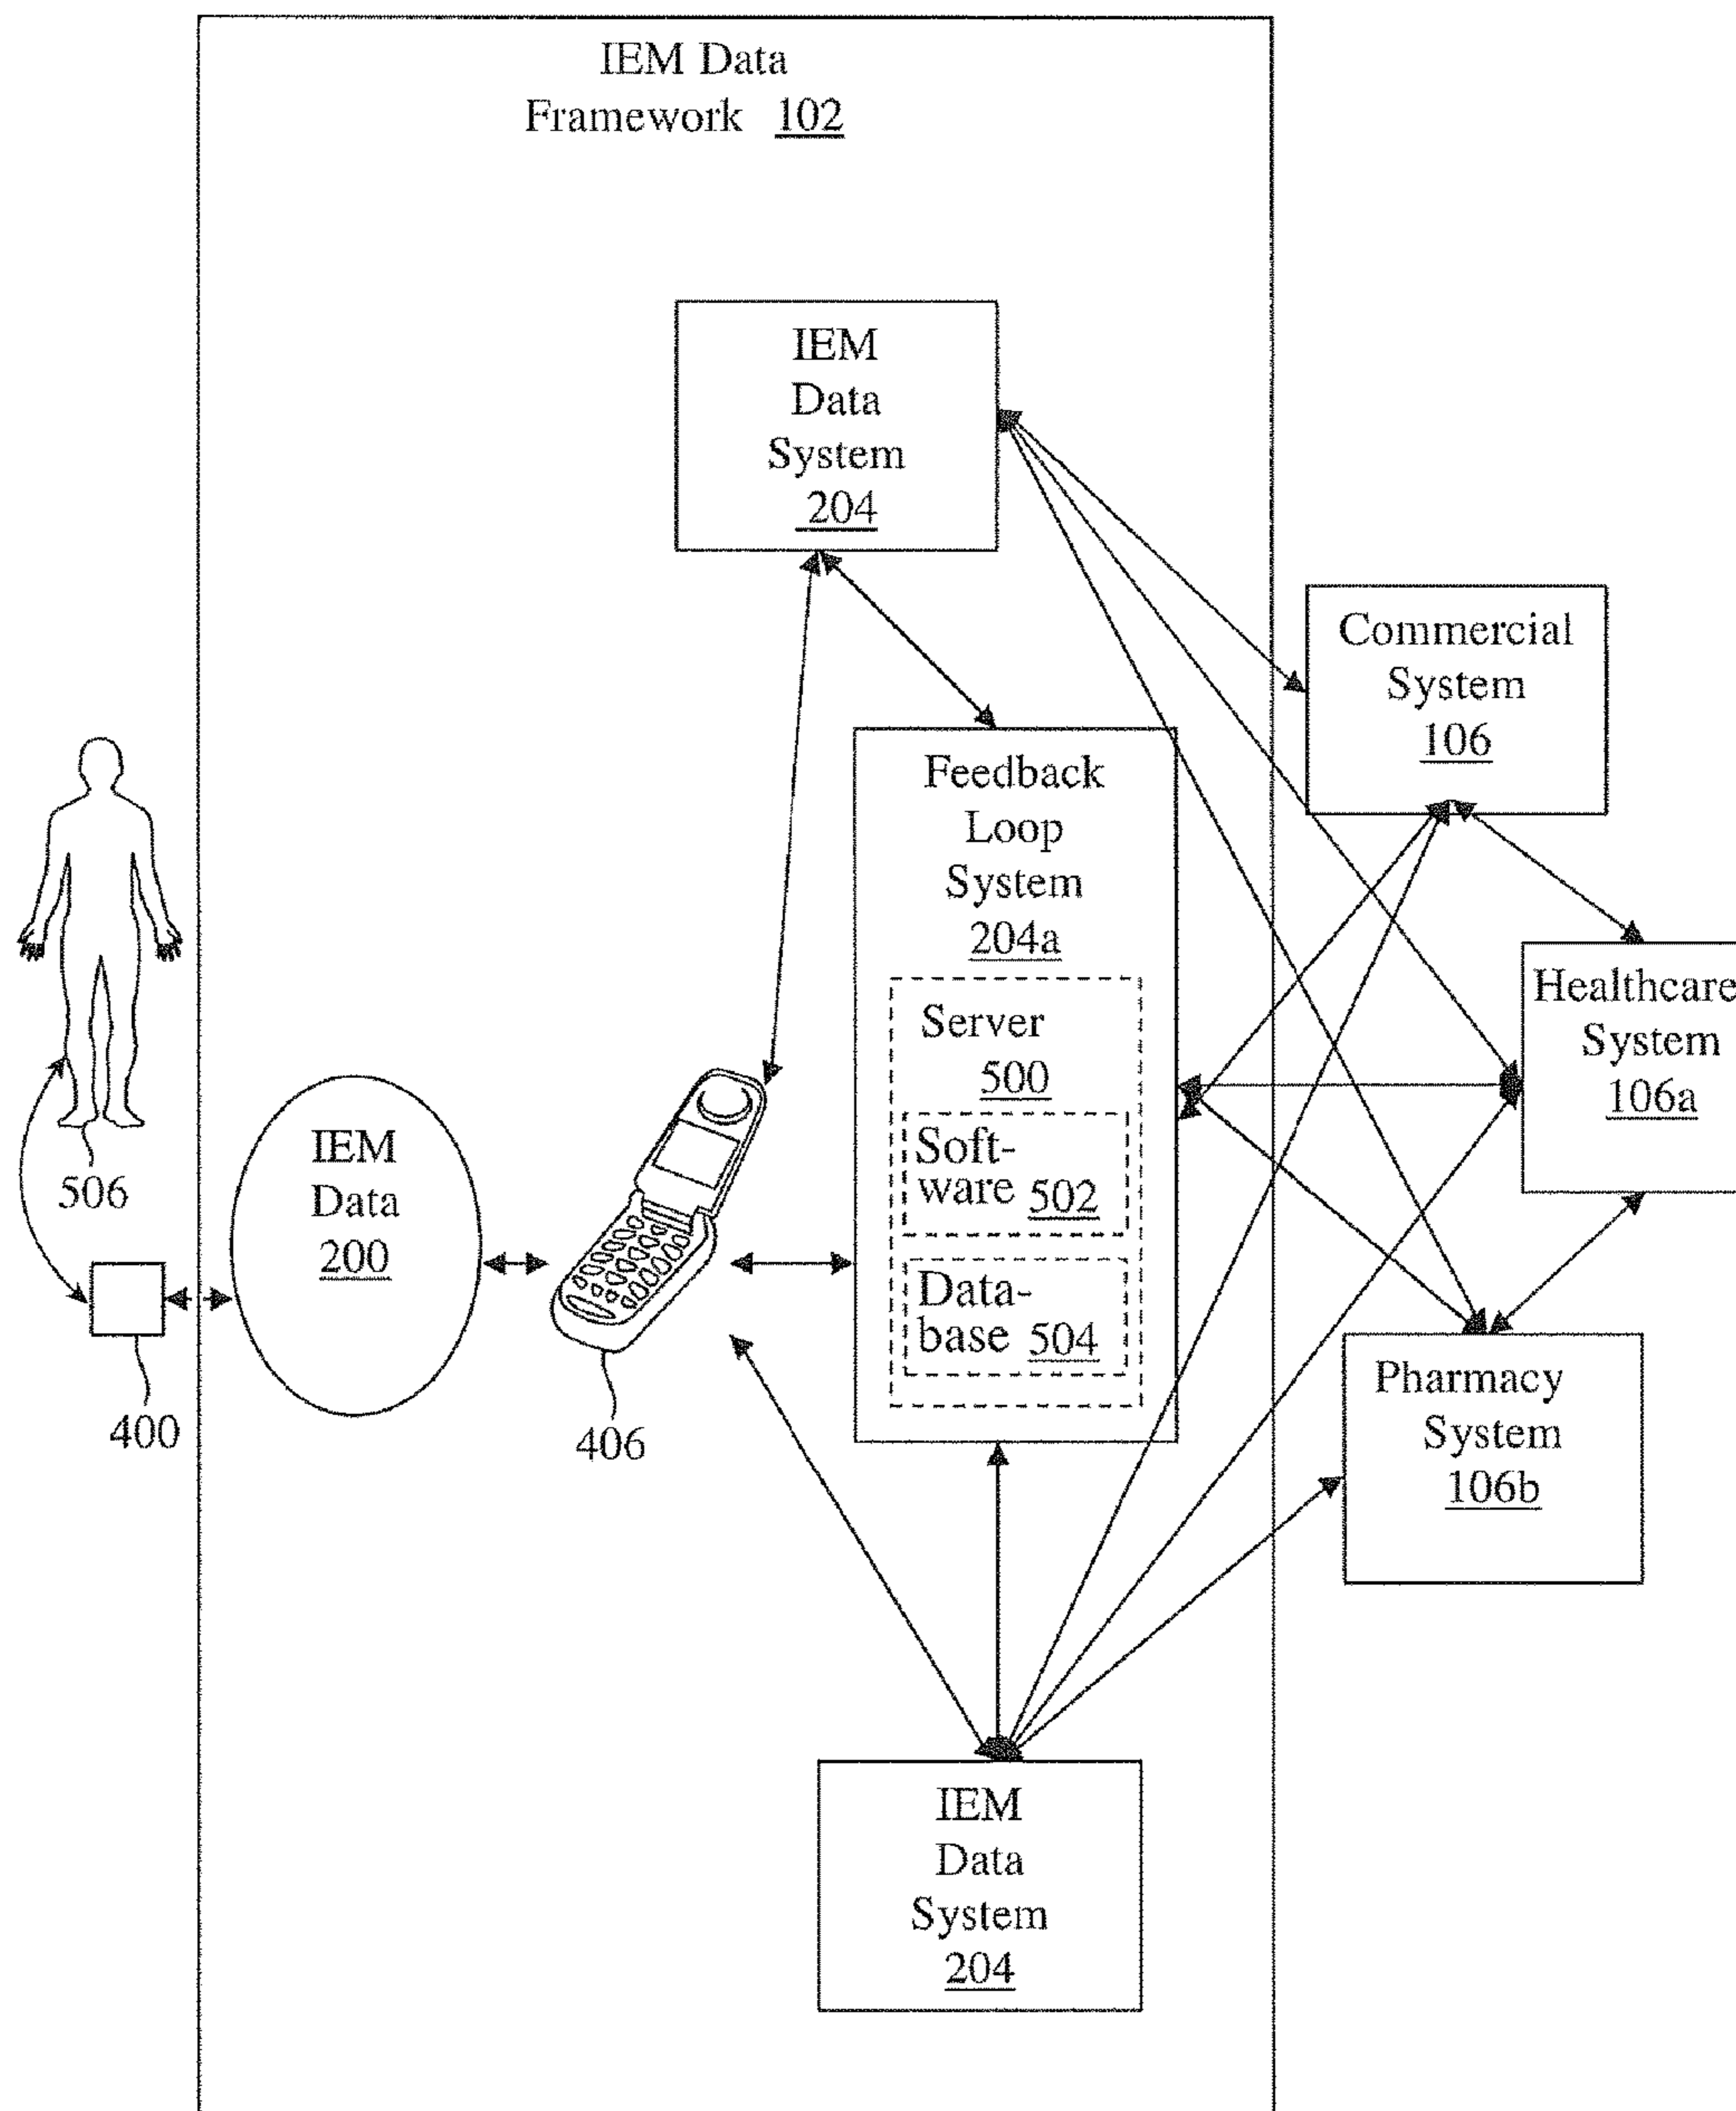 IEM Data
Framework 102
IEM
Data
System
204
Commercial
System
106
Feedback
Loop
System
204a
Server
500
Soft-
ware 502
Data-
base 504
Healthcare
System
106a
506
IEM
Data
200
400
406
Pharmacy
System
106b
IEM
Data
System
204